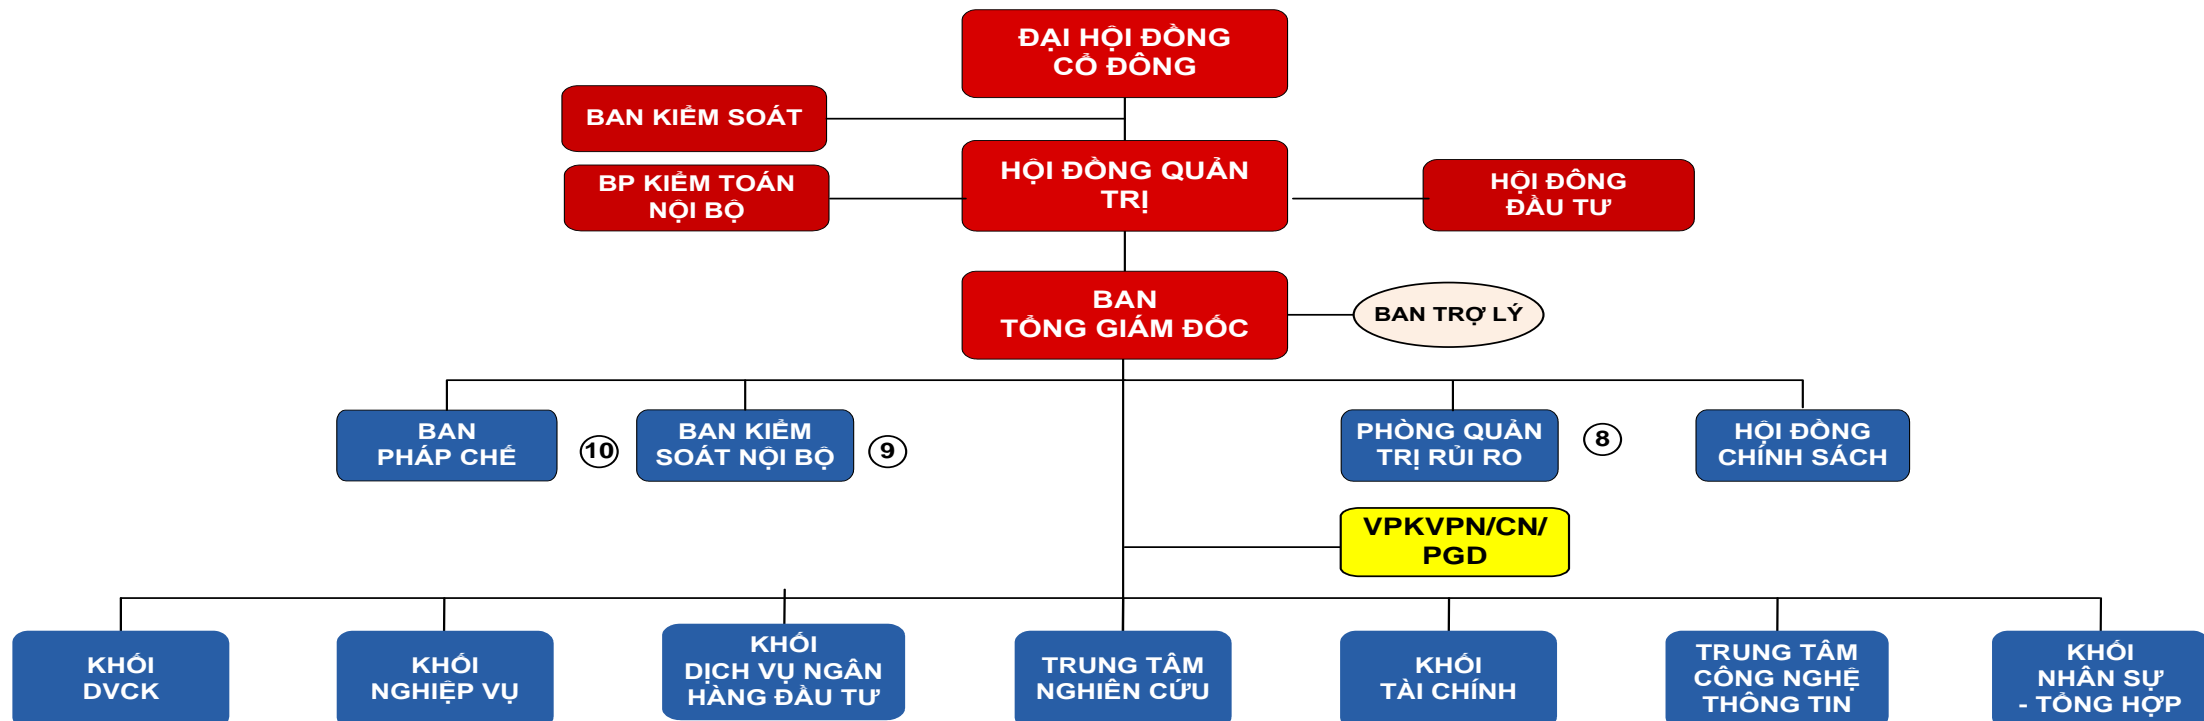 ĐẠI HỘI ĐỒNG
CỔ ĐÔNG
BAN KIỂM SOÁT
HỘI ĐỒNG QUẢN
TRỊ
BP KIỂM TOÁN
NỘI BỘ
HỘI ĐÔNG
ĐẦU TƯ
BAN
TỔNG GIÁM ĐỐC
BAN TRỢ LÝ
BAN
PHÁP CHẾ
10
BAN KIỂM
SOÁT NỘI BỘ
9
PHÒNG QUẢN
TRỊ RỦI RO
8
HỘI ĐỒNG
CHÍNH SÁCH
VPKVPN/CN/
PGD
KHỐI
DVCK
KHỐI
NGHIỆP VỤ
KHỐI
DỊCH VỤ NGÂN
HÀNG ĐẦU TƯ
TRUNG TÂM
NGHIÊN CỨU
KHỐI
TÀI CHÍNH
TRUNG TÂM
CÔNG NGHỆ
THÔNG TIN
KHỐI
NHÂN SỰ
- TỔNG HỢP